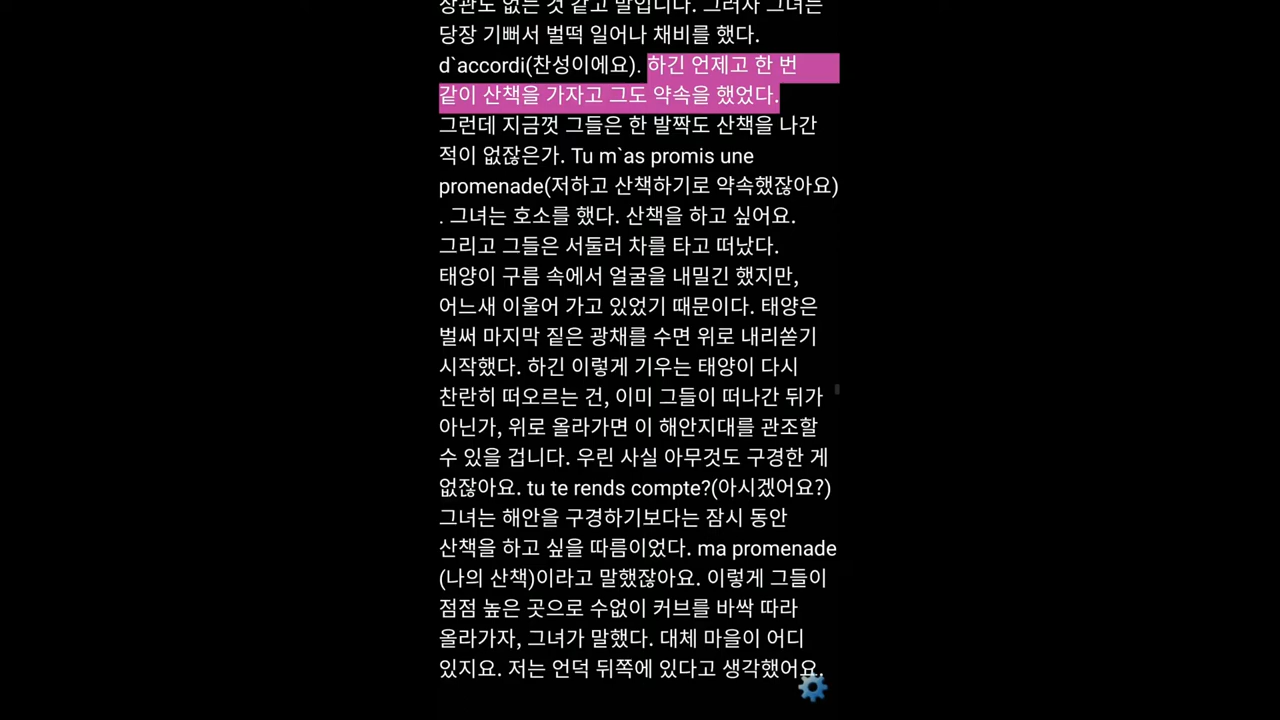 장관도 없는 것 같고 말입니다. 그러자 그녀는
당장 기뻐서 벌떡 일어나 채비를 했다.
d`accordi(찬성이에요). 하긴 언제고 한 번
같이 산책을 가자고 그도 약속을 했었다.
그런데 지금껏 그들은 한 발짝도 산책을 나간
적이 없잖은가. Tu m`as promis une
promenade(저하고 산책하기로 약속했잖아요)
. 그녀는 호소를 했다. 산책을 하고 싶어요.
그리고 그들은 서둘러 차를 타고 떠났다.
태양이 구름 속에서 얼굴을 내밀긴 했지만,
어느새 이울어 가고 있었기 때문이다. 태양은
벌써 마지막 짙은 광채를 수면 위로 내리쏟기
시작했다. 하긴 이렇게 기우는 태양이 다시
찬란히 떠오르는 건, 이미 그들이 떠나간 뒤가
아닌가, 위로 올라가면 이 해안지대를 관조할
수 있을 겁니다. 우린 사실 아무것도 구경한 게
없잖아요. tu te rends compte?(아시겠어요?)
그녀는 해안을 구경하기보다는 잠시 동안
산책을 하고 싶을 따름이었다. ma promenade
(나의 산책)이라고 말했잖아요. 이렇게 그들이
점점 높은 곳으로 수없이 커브를 바싹 따라
올라가자, 그녀가 말했다. 대체 마을이 어디
있지요. 저는 언덕 뒤쪽에 있다고 생각했어요.